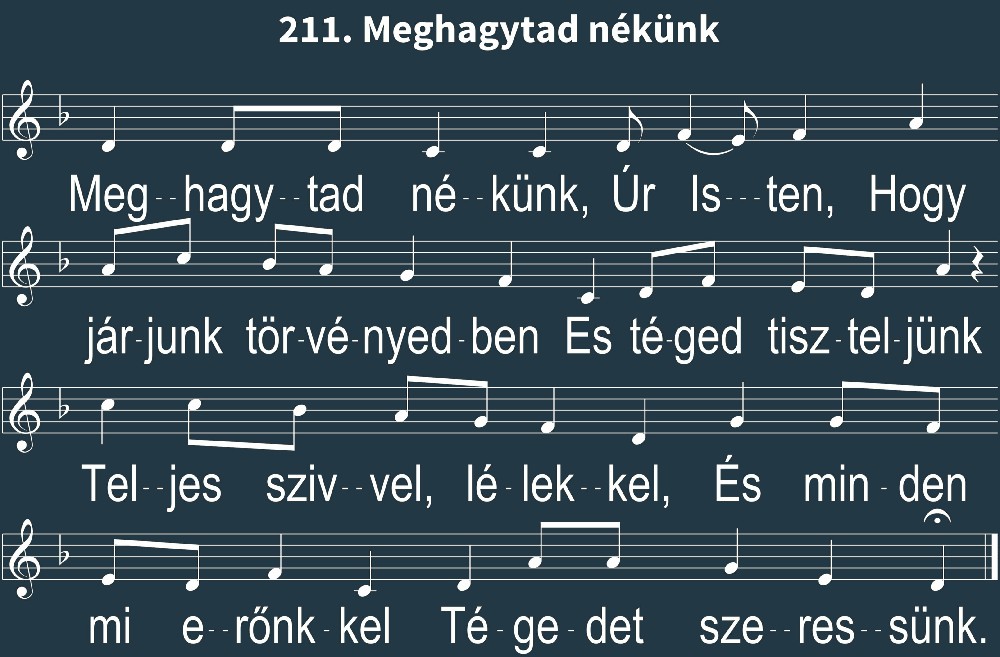 211. Meghagytad nékünk
Meg--hagy--tad né--künk, Úr Is---ten, Hogy
jár-junk tör-vé-nyed-ben Es té-ged tisz-tel-jünk
Tel--jes sziv--vel, lé-lek--kel, És min-den
mi e--rőnk-kel Té-ge-det sze--res--sünk.